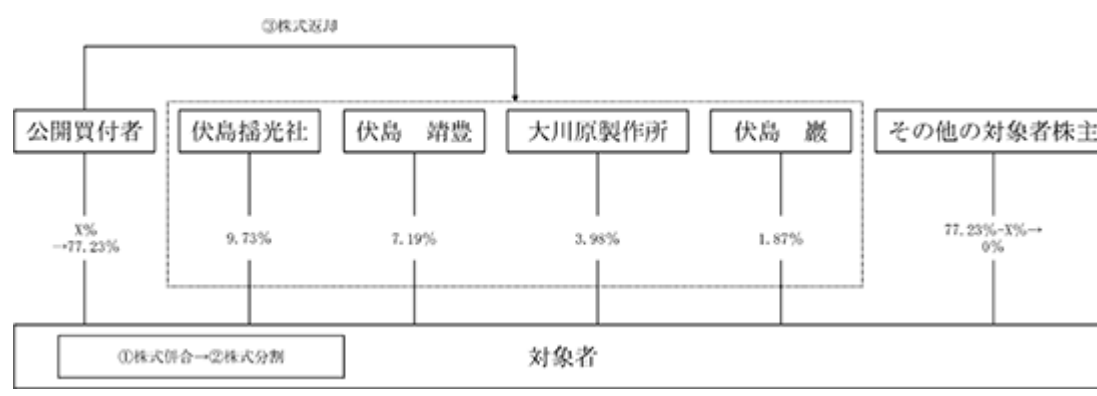 ③株式返却
公開買付者
伏島揺光社
伏島 靖豊
大川原製作所
伏島 巖
その他の対象者株主
X%
→77.23%
9.73%
7.19%
3.98%
1.87%
77.23%-X%→
0%
①株式併合→②株式分割
対象者